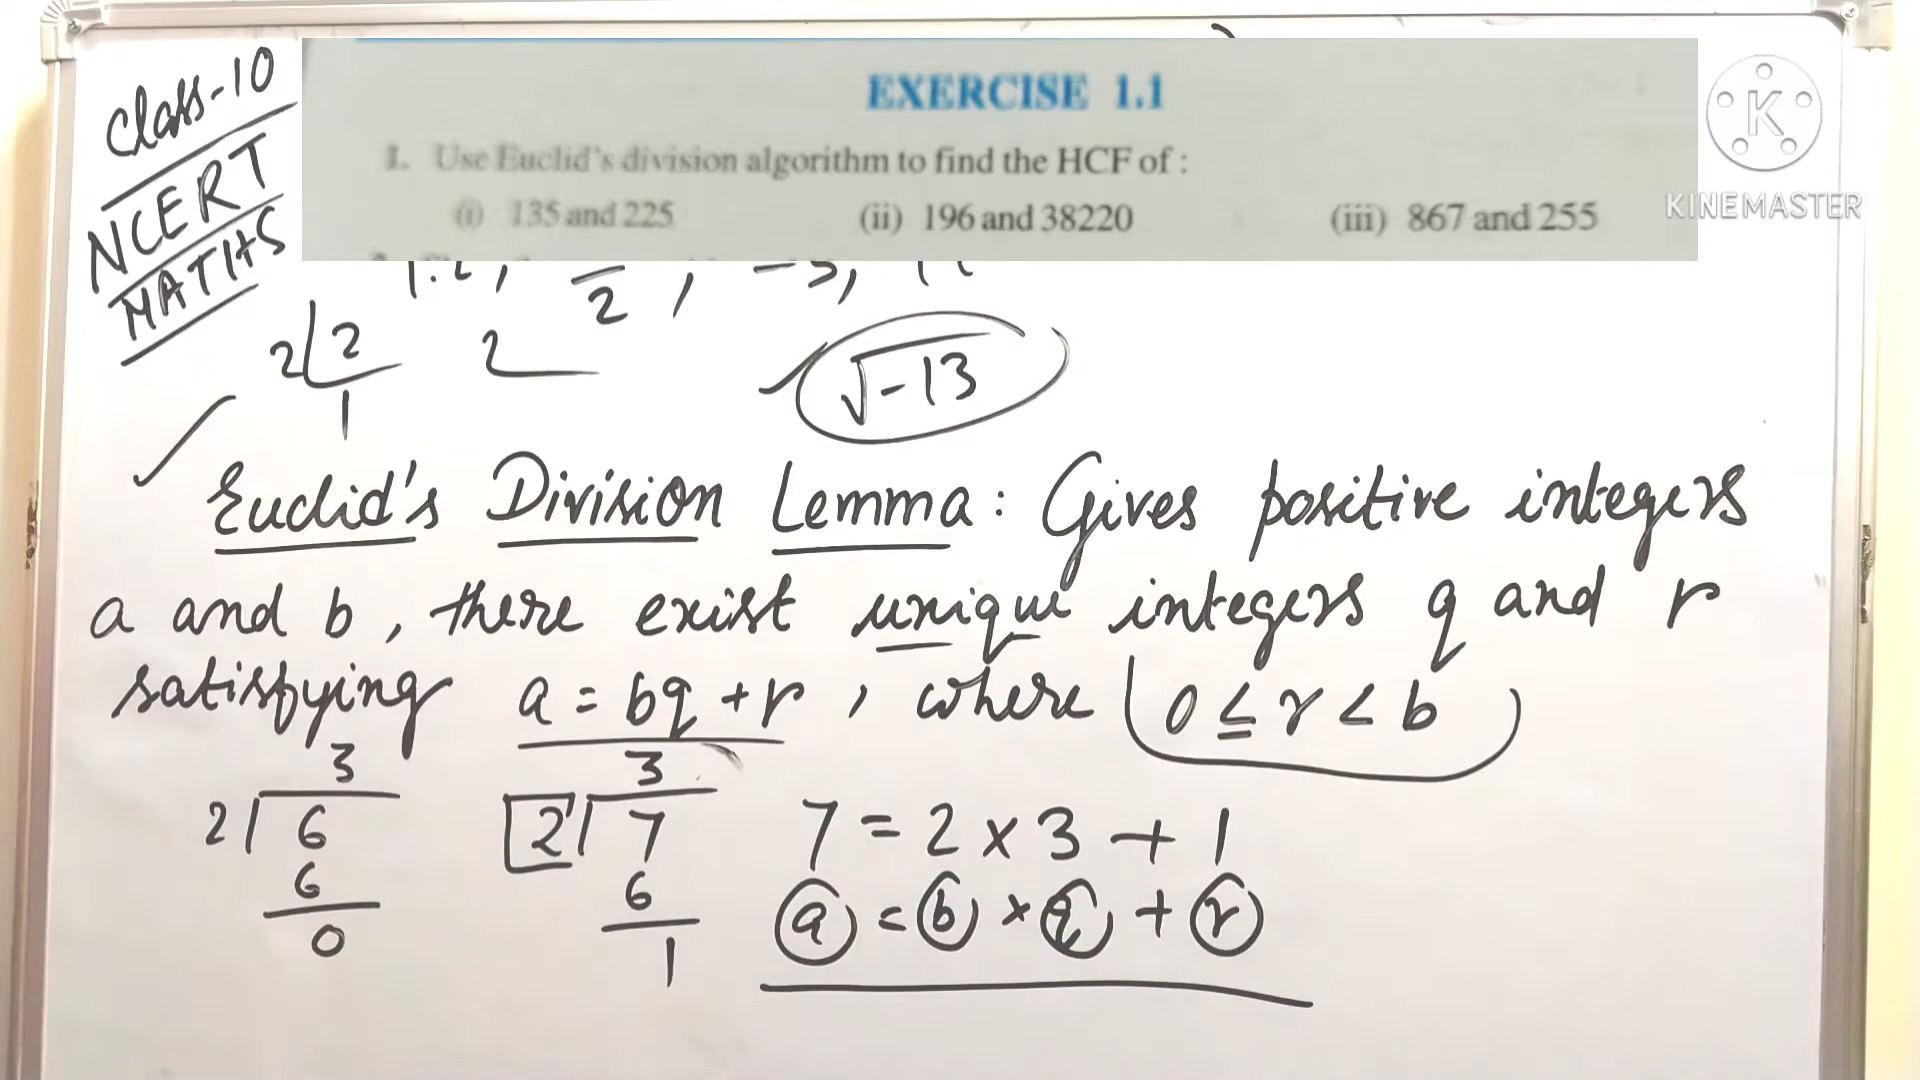 Class-10
NCERT
MATHS
EXERCISE 1.1
1. Use Euclid's division algorithm to find the HCF of :
(i) 135 and 225 (ii) 196 and 38220 (iii) 867 and 255
K
KINEMASTER
2 2 2 2
1
√-13
Euclid's Division Lemma: Gives positive integers
a and b, there exist unique integers q and r
satisfying a = bq + r, where 0 ≤ r < b
3 3
2 6 2 7 7 = 2 × 3 + 1
6 6 a = b × q + r
0 1